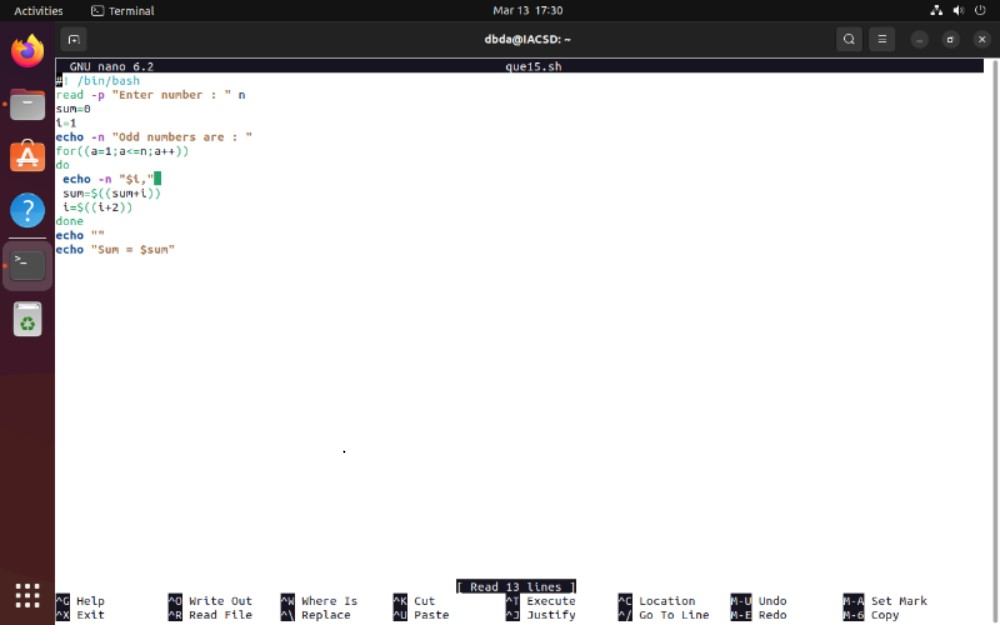 Activities Terminal Mar 13 17:30
dbda@IACSD: ~
GNU nano 6.2 que15.sh
#! /bin/bash
read -p "Enter number : " n
sum=0
i=1
echo -n "Odd numbers are : "
for((a=1;a<=n;a++))
do
echo -n "$i,"
sum=$((sum+i))
i=$((i+2))
done
echo ""
echo "Sum = $sum"
[ Read 13 lines ]
^G Help ^O Write Out ^W Where Is ^K Cut ^T Execute ^C Location M-U Undo M-A Set Mark
^X Exit ^R Read File ^\ Replace ^U Paste ^J Justify ^/ Go To Line M-E Redo M-6 Copy